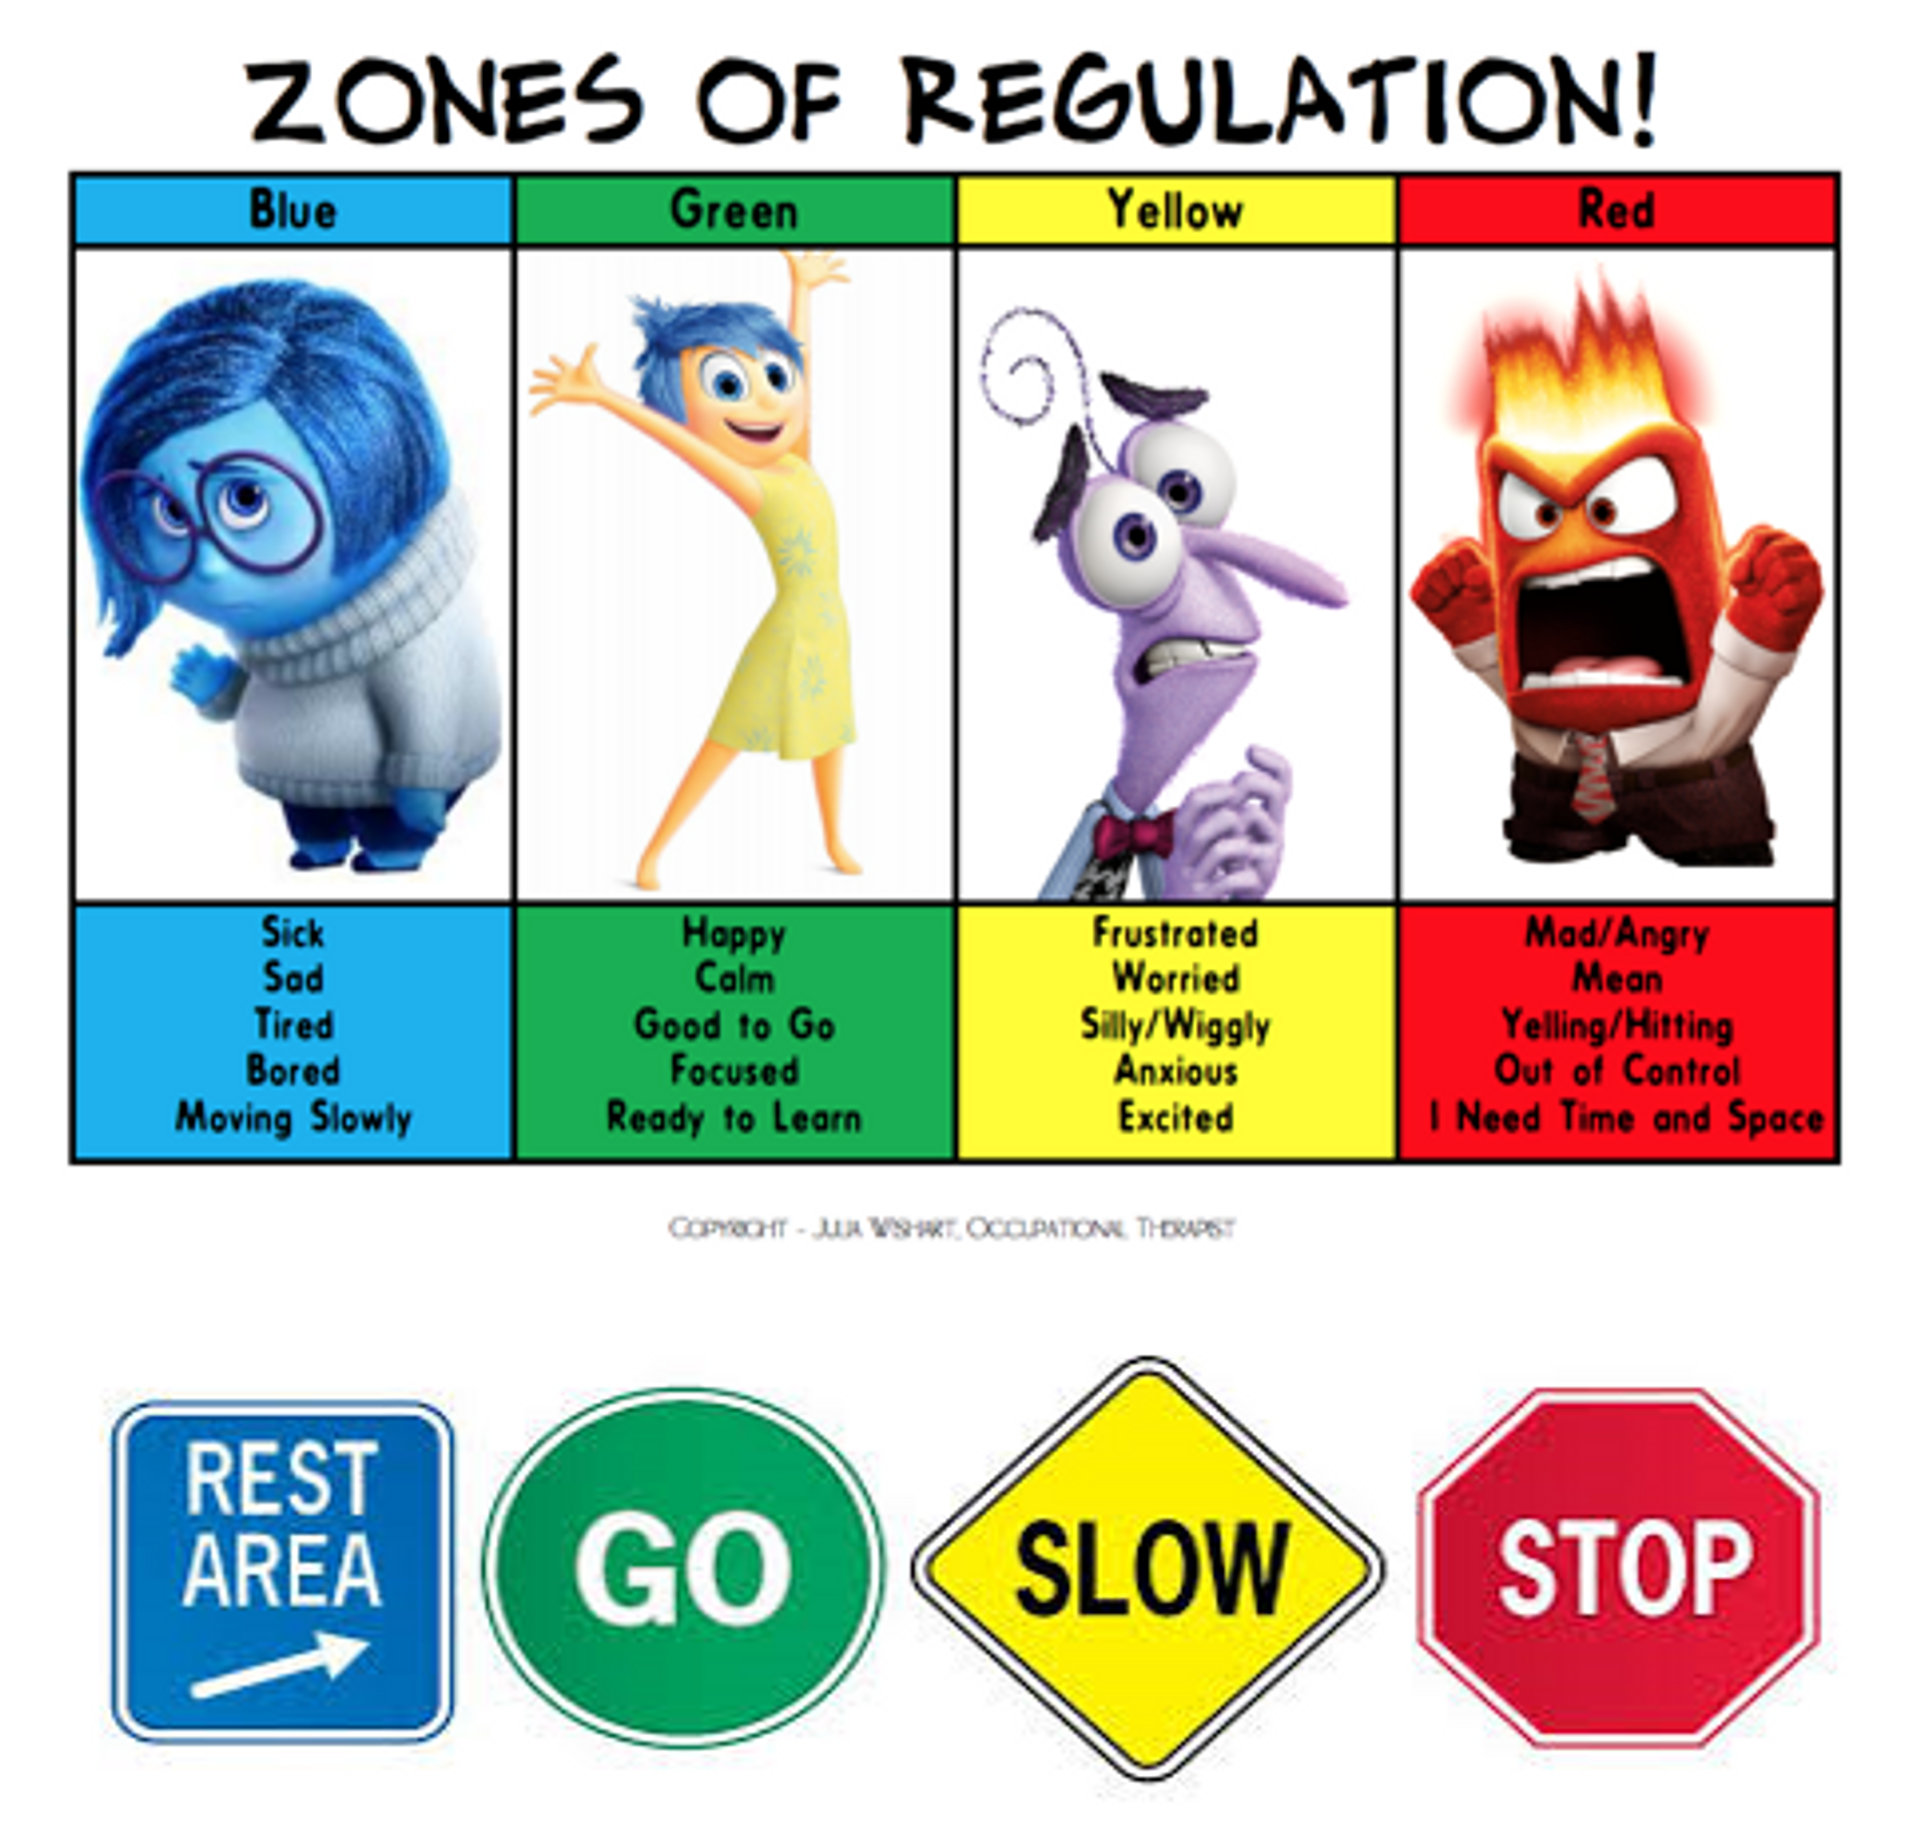 ZONES OF REGULATION!
Blue
Green
Yellow
Red
Sick
Sad
Tired
Bored
Moving Slowly
Happy
Calm
Good to Go
Focused
Ready to Learn
Frustrated
Worried
Silly/Wiggly
Anxious
Excited
Mad/Angry
Mean
Yelling/Hitting
Out of Control
I Need Time and Space
COPYRIGHT - JULIA WISHART, OCCUPATIONAL THERAPIST
REST
AREA
GO
SLOW
STOP